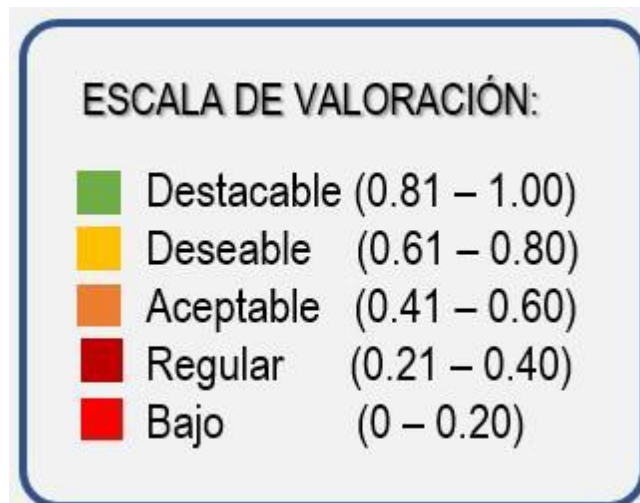 ESCALA DE VALORACIÓN:
Destacable (0.81 – 1.00)
Deseable (0.61 – 0.80)
Aceptable (0.41 – 0.60)
Regular (0.21 – 0.40)
Bajo (0 – 0.20)